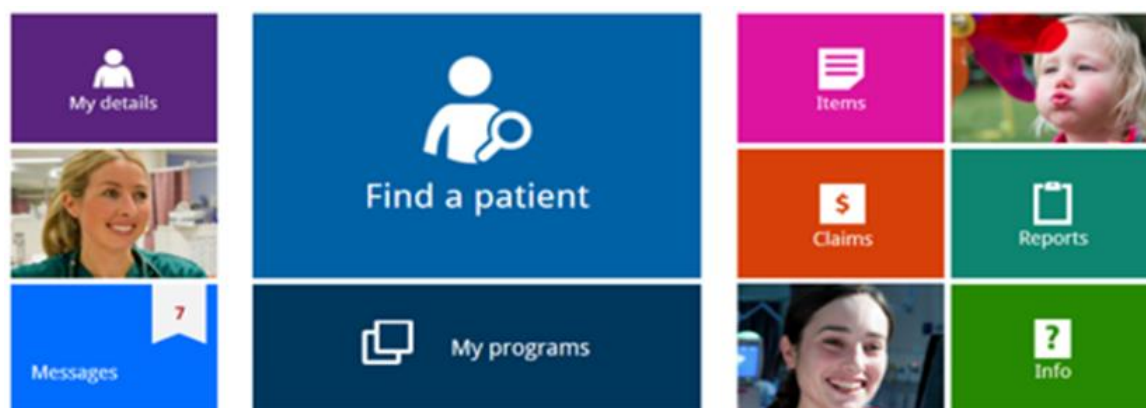 My details
7
Messages
Find a patient
My programs
Items
$
Claims
Reports
?
Info